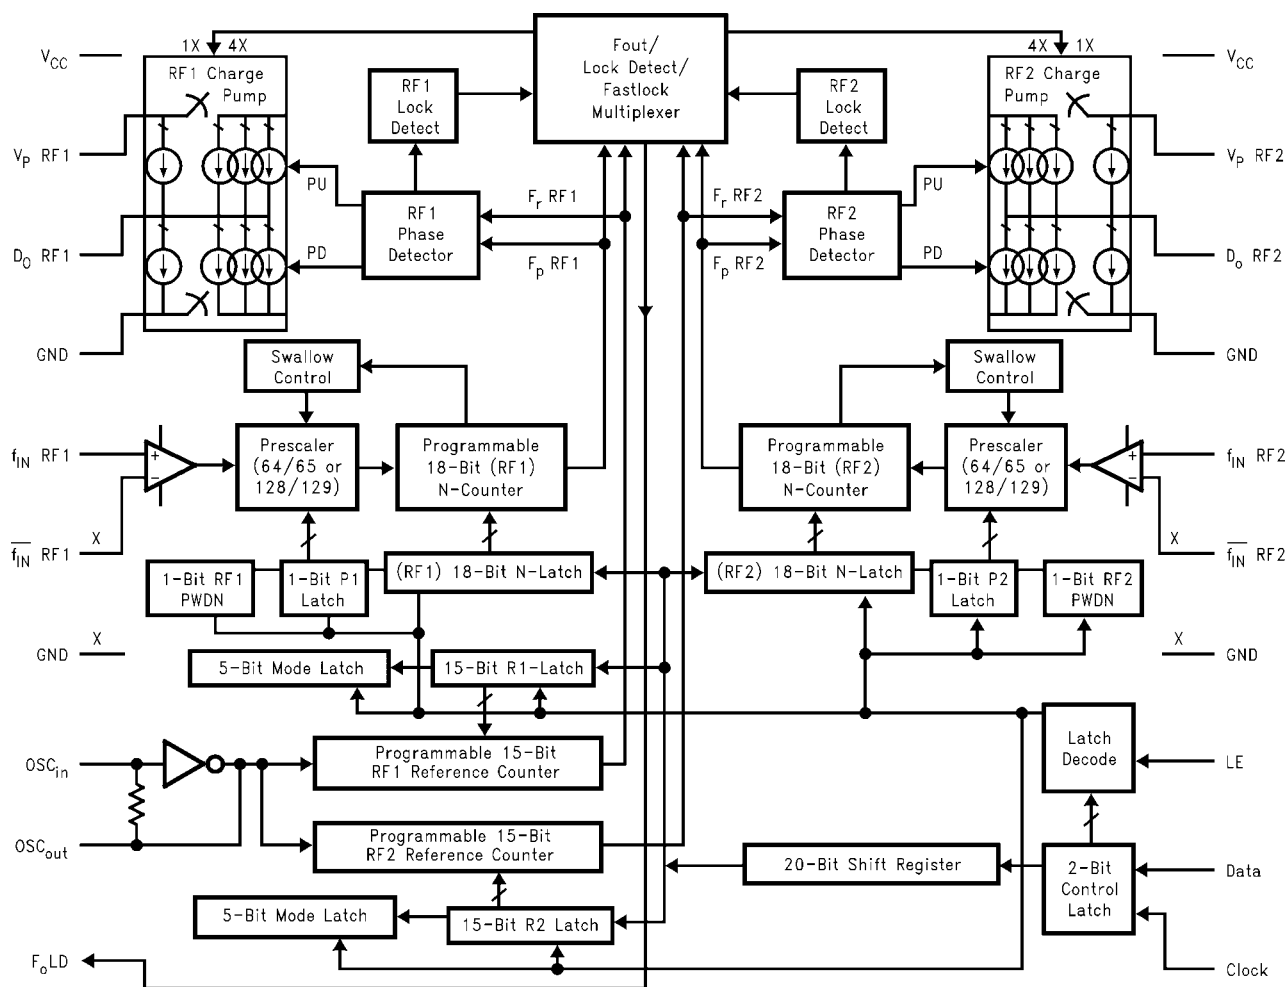 Fout/
Lock Detect/
Fastlock
Multiplexer
1X 4X
4X 1X
V_CC
V_CC
RF1 Charge
Pump
RF1
Lock
Detect
RF2
Lock
Detect
RF2 Charge
Pump
V_P RF1
V_P RF2
PU
PU
RF1
Phase
Detector
F_r RF1
F_r RF2
RF2
Phase
Detector
D_O RF1
D_o RF2
PD
PD
F_p RF1
F_p RF2
GND
GND
Swallow
Control
Swallow
Control
f_IN RF1
f_IN RF2
+
−
Prescaler
(64/65 or
128/129)
Programmable
18-Bit (RF1)
N-Counter
Programmable
18-Bit (RF2)
N-Counter
Prescaler
(64/65 or
128/129)
+
−
X
X
f̅_IN RF1
f̅_IN RF2
1-Bit RF1
PWDN
1-Bit P1
Latch
(RF1) 18-Bit N-Latch
(RF2) 18-Bit N-Latch
1-Bit P2
Latch
1-Bit RF2
PWDN
X
X
GND
GND
5-Bit Mode Latch
15-Bit R1-Latch
OSC_in
Programmable 15-Bit
RF1 Reference Counter
Latch
Decode
LE
OSC_out
Programmable 15-Bit
RF2 Reference Counter
20-Bit Shift Register
2-Bit
Control
Latch
Data
5-Bit Mode Latch
15-Bit R2 Latch
F_oLD
Clock